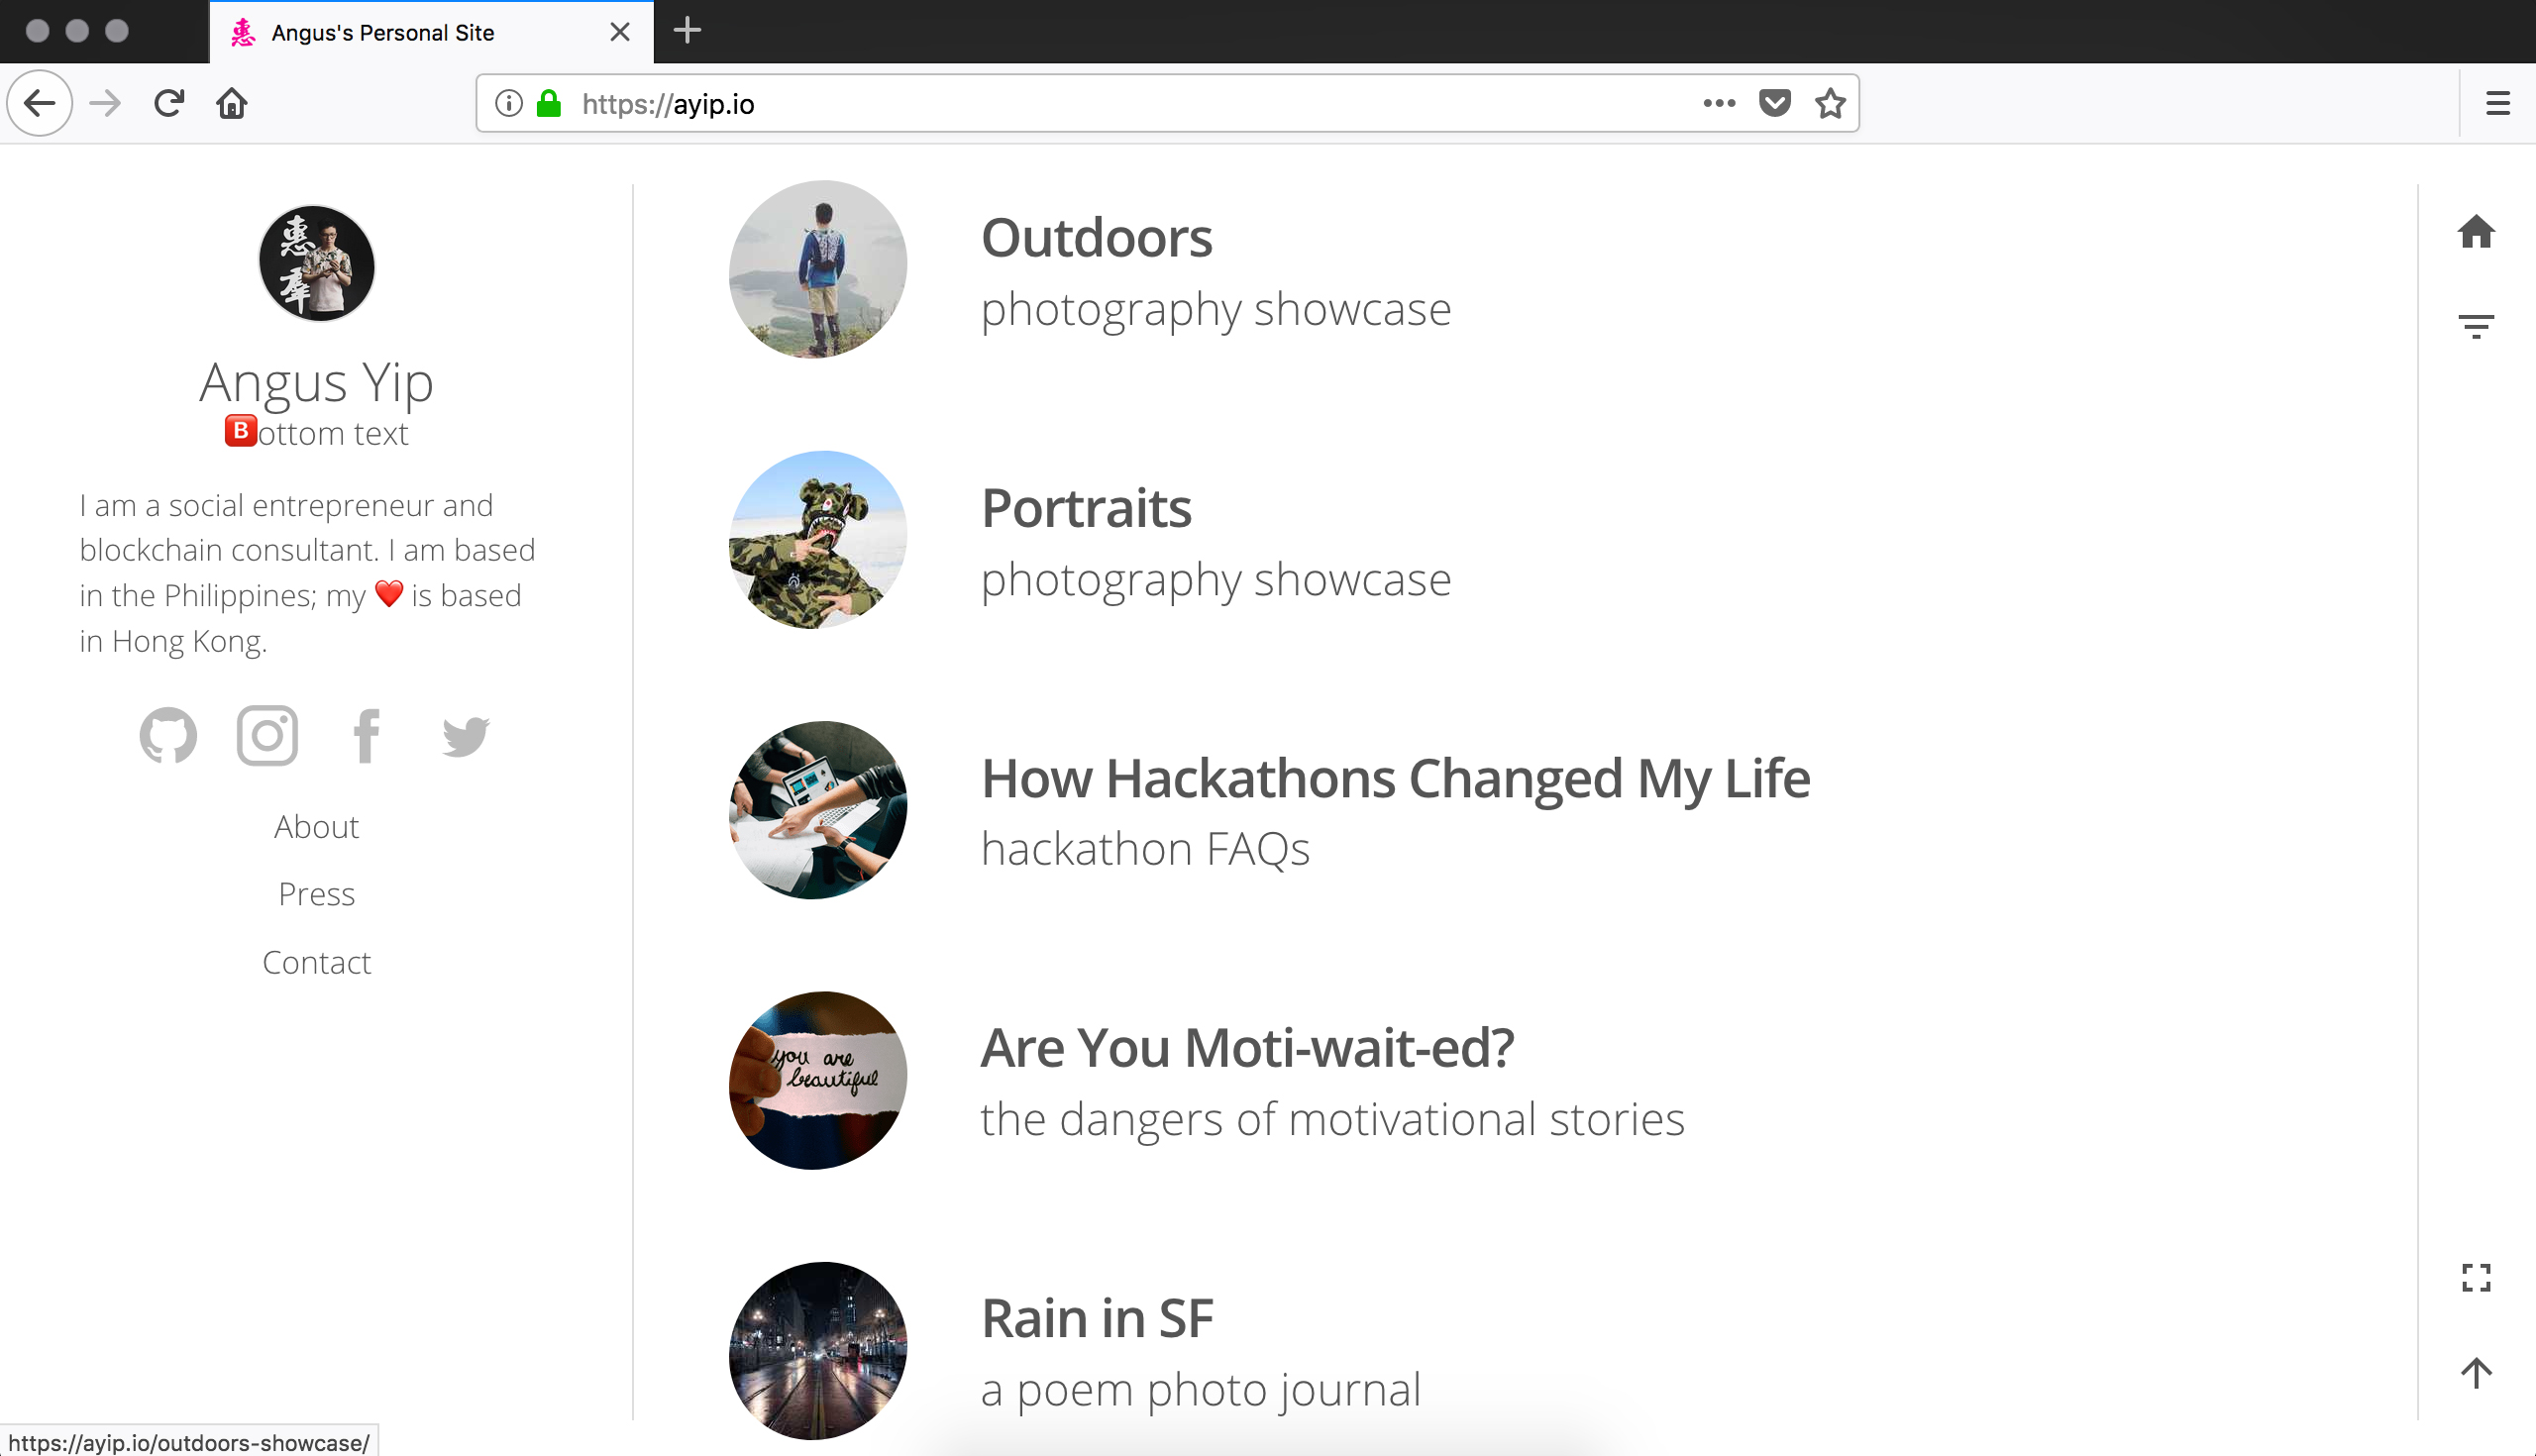 惠 Angus's Personal Site
https://ayip.io
惠
羣
Angus Yip
🅱ottom text
I am a social entrepreneur and
blockchain consultant. I am based
in the Philippines; my ❤️ is based
in Hong Kong.
About
Press
Contact
Outdoors
photography showcase
Portraits
photography showcase
How Hackathons Changed My Life
hackathon FAQs
Are You Moti-wait-ed?
the dangers of motivational stories
you are
beautiful
Rain in SF
a poem photo journal
https://ayip.io/outdoors-showcase/